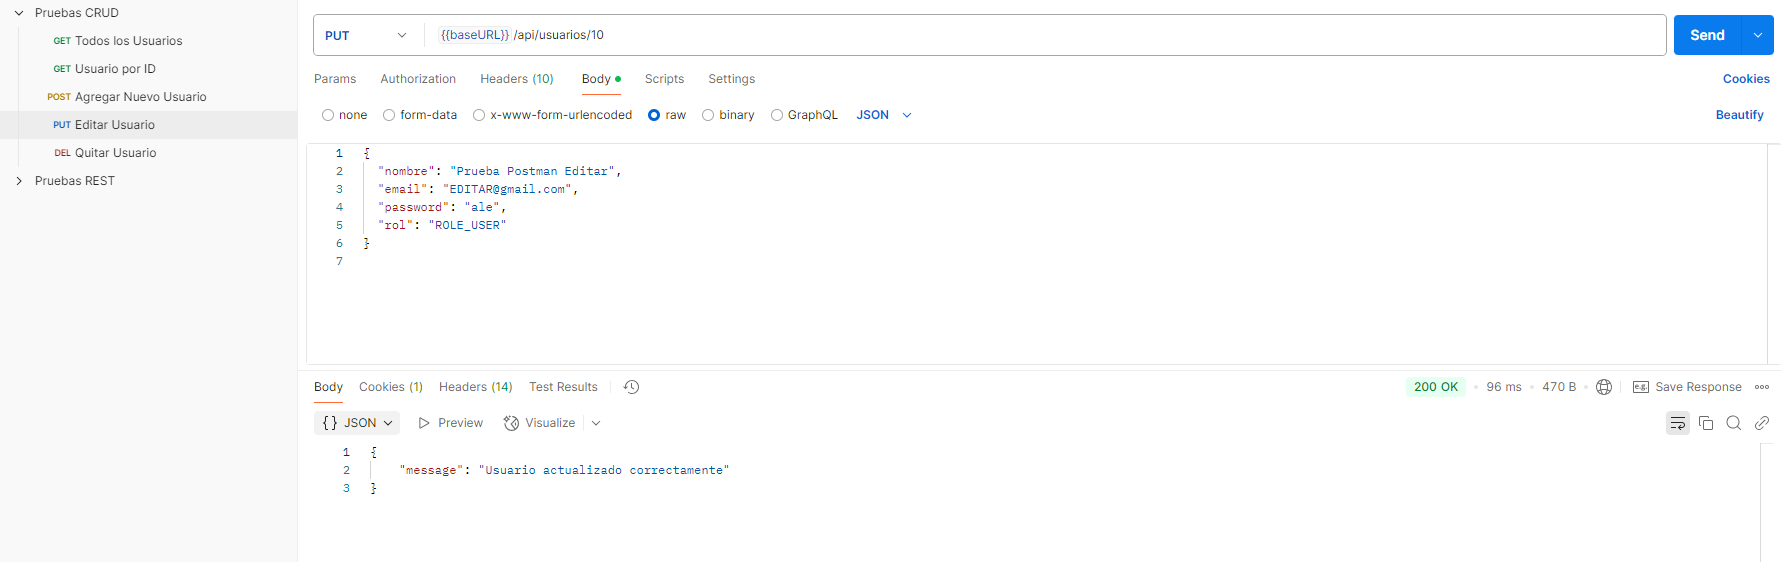 Pruebas CRUD
GET Todos los Usuarios
GET Usuario por ID
POST Agregar Nuevo Usuario
PUT Editar Usuario
DEL Quitar Usuario
Pruebas REST
PUT {{baseURL}} /api/usuarios/10 Send
Params Authorization Headers (10) Body Scripts Settings Cookies
none form-data x-www-form-urlencoded raw binary GraphQL JSON Beautify
1 {
2 "nombre": "Prueba Postman Editar",
3 "email": "EDITAR@gmail.com",
4 "password": "ale",
5 "rol": "ROLE_USER"
6 }
7
Body Cookies (1) Headers (14) Test Results 200 OK 96 ms 470 B e.g. Save Response
{} JSON Preview Visualize
1 {
2 "message": "Usuario actualizado correctamente"
3 }